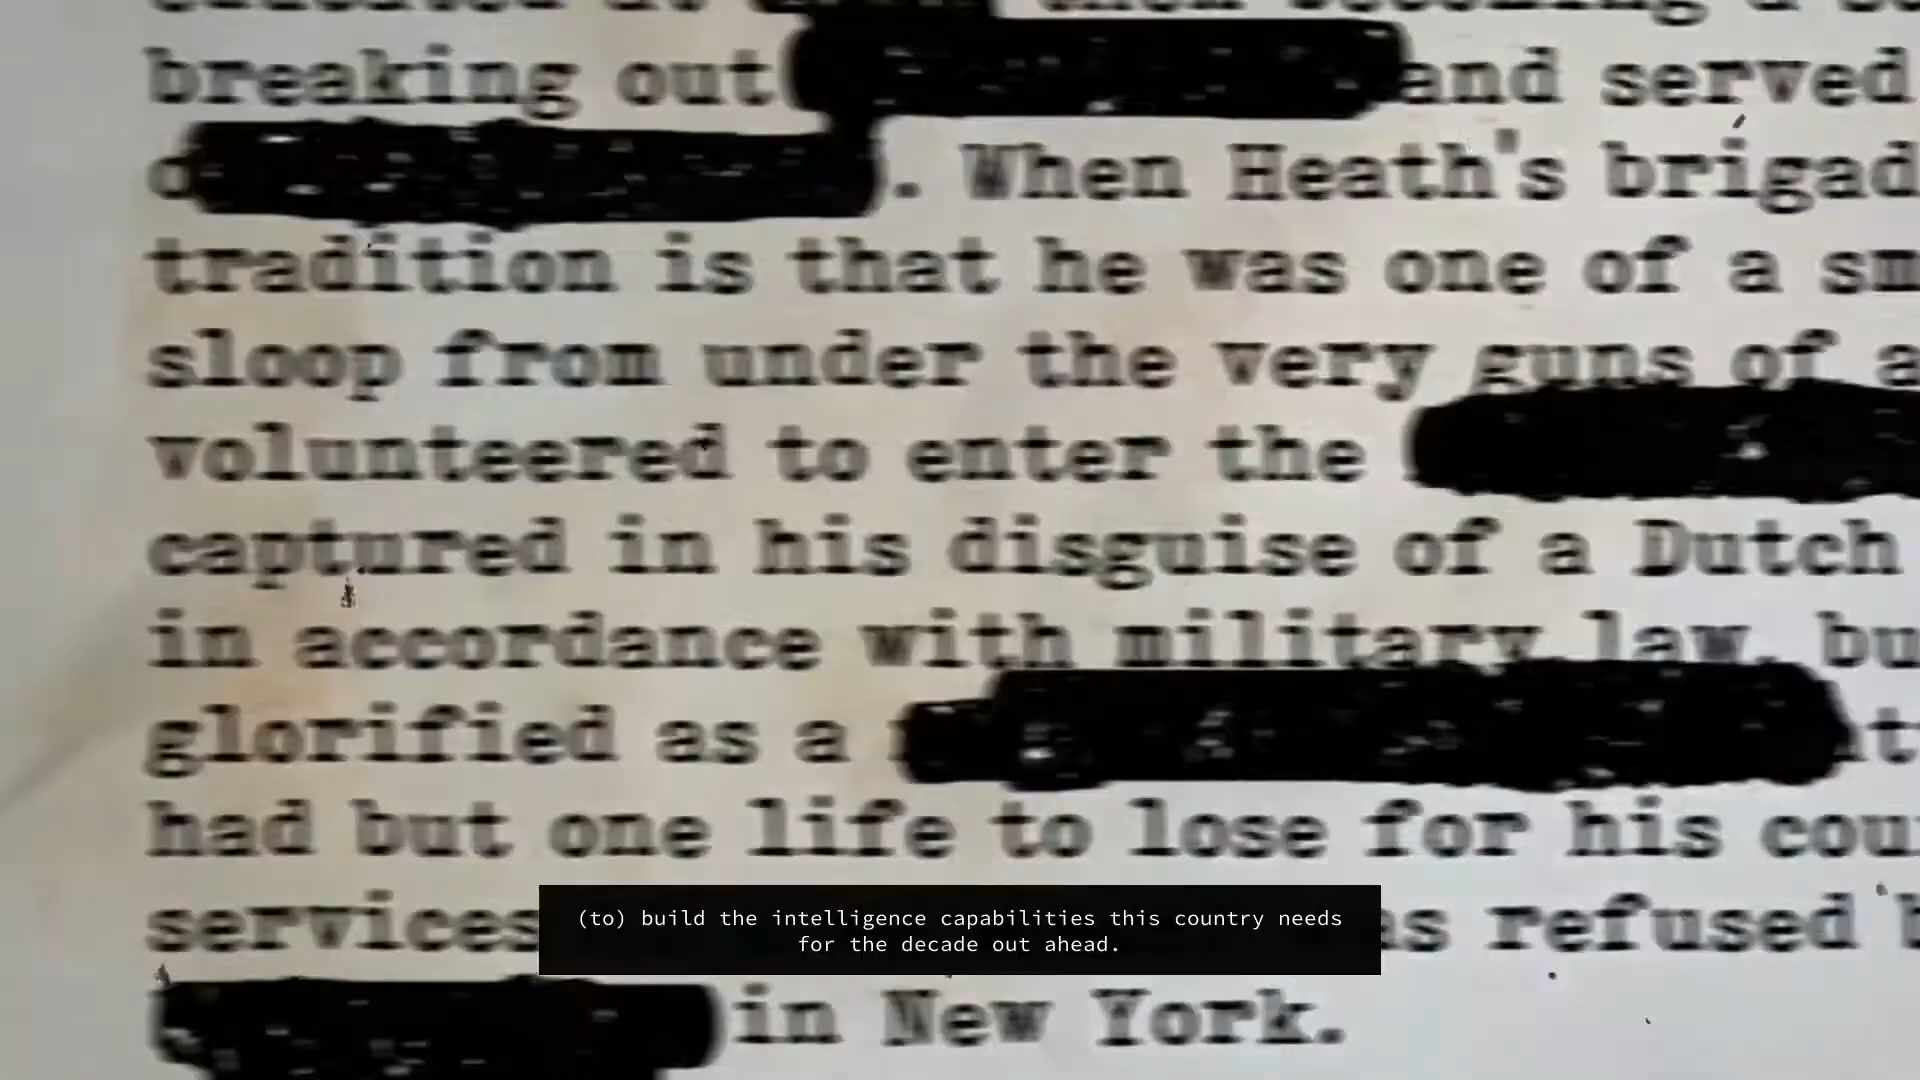 breaking out and served
. When Heath's brigad
tradition is that he was one of a sm
sloop from under the very guns of a
volunteered to enter the
captured in his disguise of a Dutch
in accordance with military law, bu
glorified as a
had but one life to lose for his cou
services as refused b
in New York.
(to) build the intelligence capabilities this country needs
for the decade out ahead.